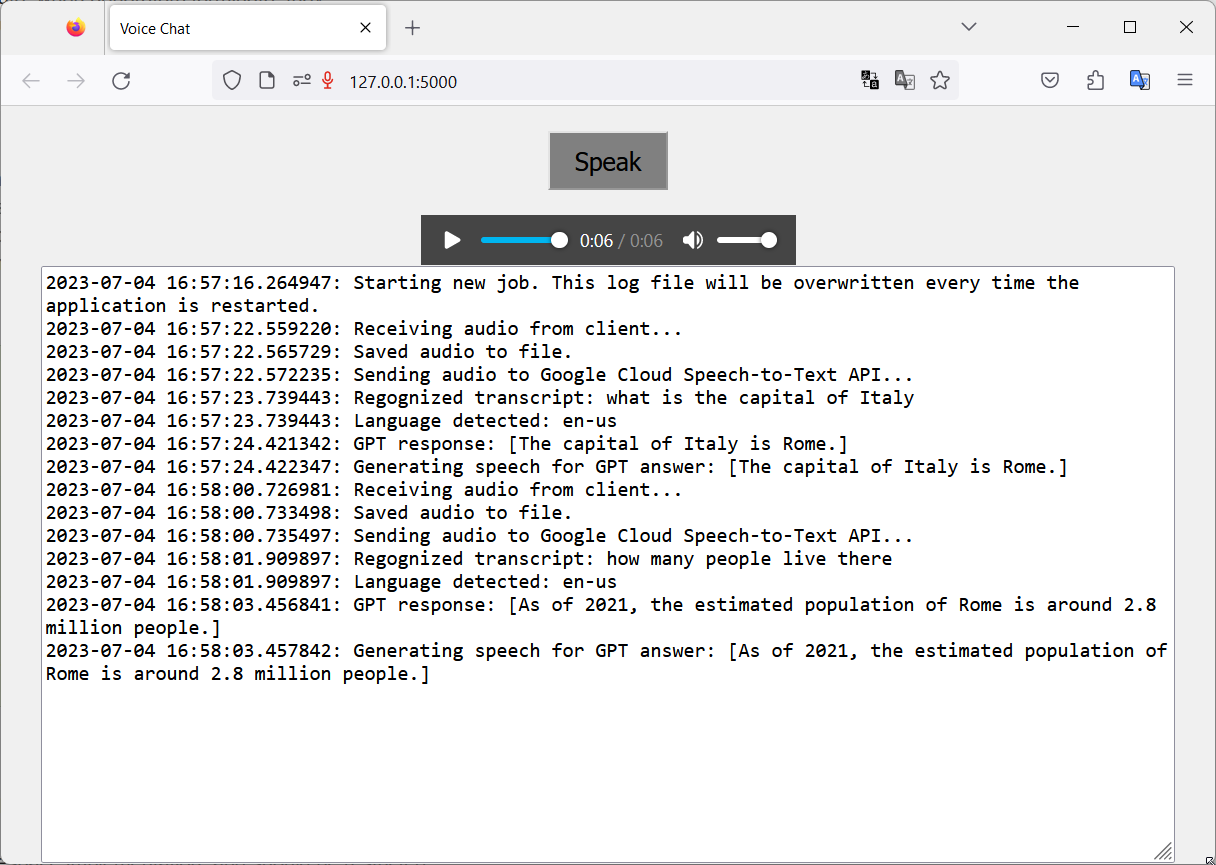 Voice Chat
127.0.0.1:5000
Speak
0:06 / 0:06
2023-07-04 16:57:16.264947: Starting new job. This log file will be overwritten every time the
application is restarted.
2023-07-04 16:57:22.559220: Receiving audio from client...
2023-07-04 16:57:22.565729: Saved audio to file.
2023-07-04 16:57:22.572235: Sending audio to Google Cloud Speech-to-Text API...
2023-07-04 16:57:23.739443: Regognized transcript: what is the capital of Italy
2023-07-04 16:57:23.739443: Language detected: en-us
2023-07-04 16:57:24.421342: GPT response: [The capital of Italy is Rome.]
2023-07-04 16:57:24.422347: Generating speech for GPT answer: [The capital of Italy is Rome.]
2023-07-04 16:58:00.726981: Receiving audio from client...
2023-07-04 16:58:00.733498: Saved audio to file.
2023-07-04 16:58:00.735497: Sending audio to Google Cloud Speech-to-Text API...
2023-07-04 16:58:01.909897: Regognized transcript: how many people live there
2023-07-04 16:58:01.909897: Language detected: en-us
2023-07-04 16:58:03.456841: GPT response: [As of 2021, the estimated population of Rome is around 2.8
million people.]
2023-07-04 16:58:03.457842: Generating speech for GPT answer: [As of 2021, the estimated population of
Rome is around 2.8 million people.]